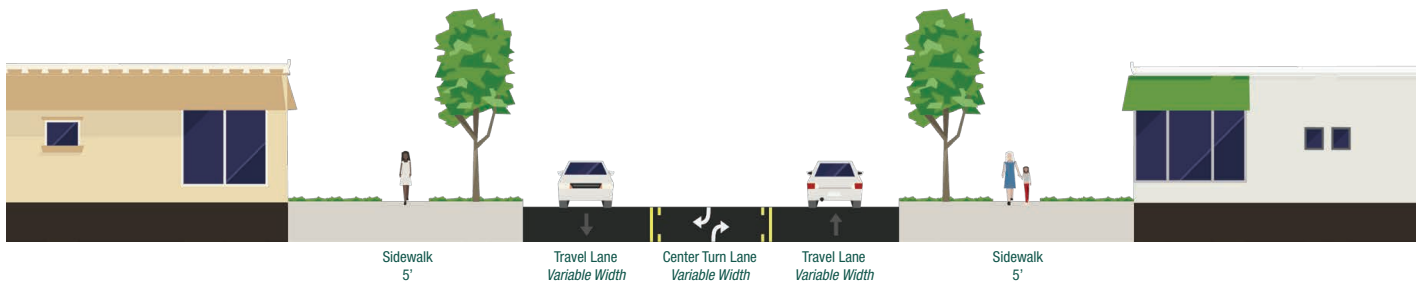 Sidewalk
5'
Travel Lane
Variable Width
Center Turn Lane
Variable Width
Travel Lane
Variable Width
Sidewalk
5'